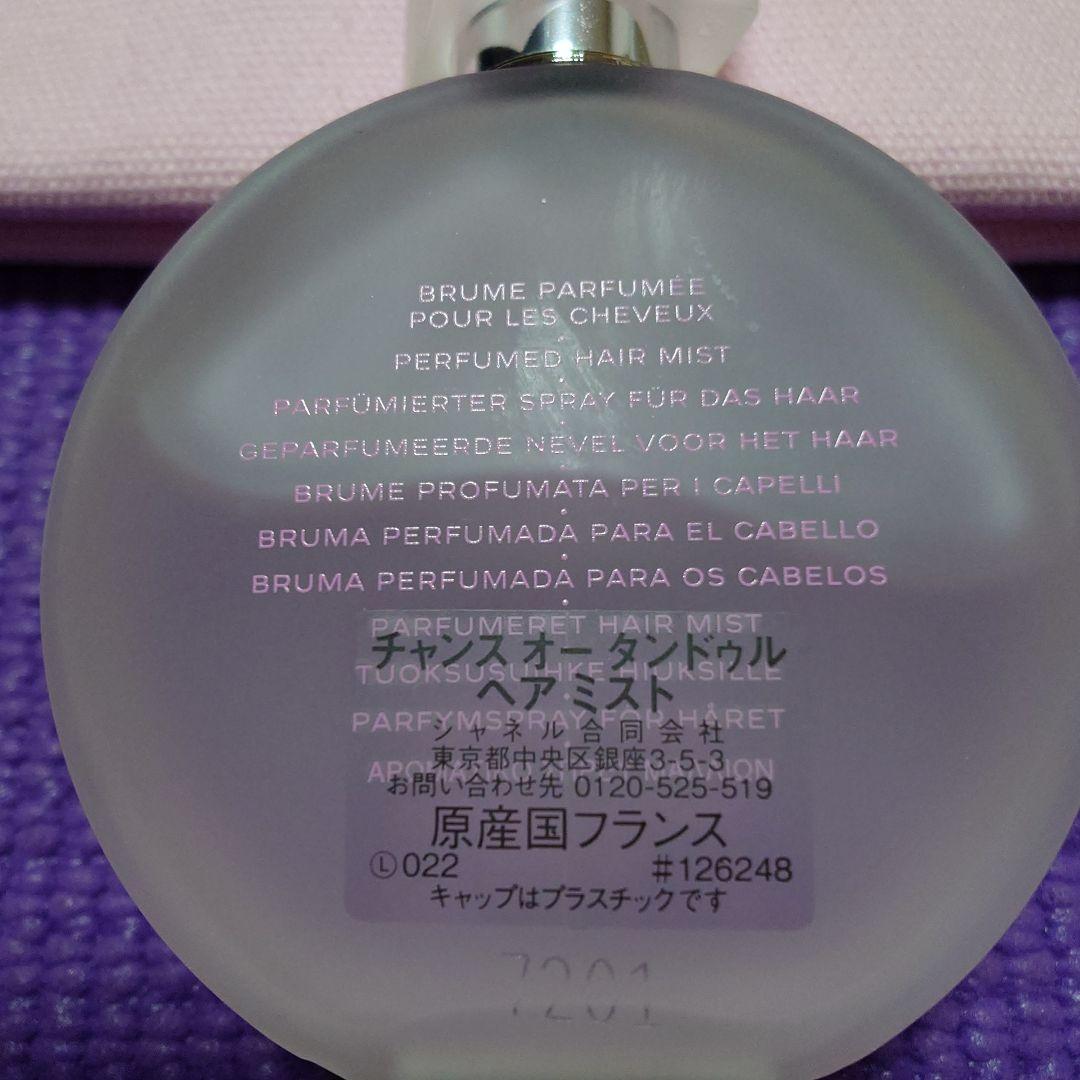 BRUME PARFUMÉE
POUR LES CHEVEUX
PERFUMED HAIR MIST
PARFÜMIERTER SPRAY FÜR DAS HAAR
GEPARFUMEERDE NEVEL VOOR HET HAAR
BRUME PROFUMATA PER I CAPELLI
BRUMA PERFUMADA PARA EL CABELLO
BRUMA PERFUMADA PARA OS CABELOS
PARFUMERET HAIR MIST
チャンス オー タンドゥル
ヘア ミスト
PARFYMSPRAY FÖR HÅRET
シャネル合同会社
東京都中央区銀座3-5-3
お問い合わせ先 0120-525-519
原産国フランス
Ⓛ022 #126248
キャップはプラスチックです
7201